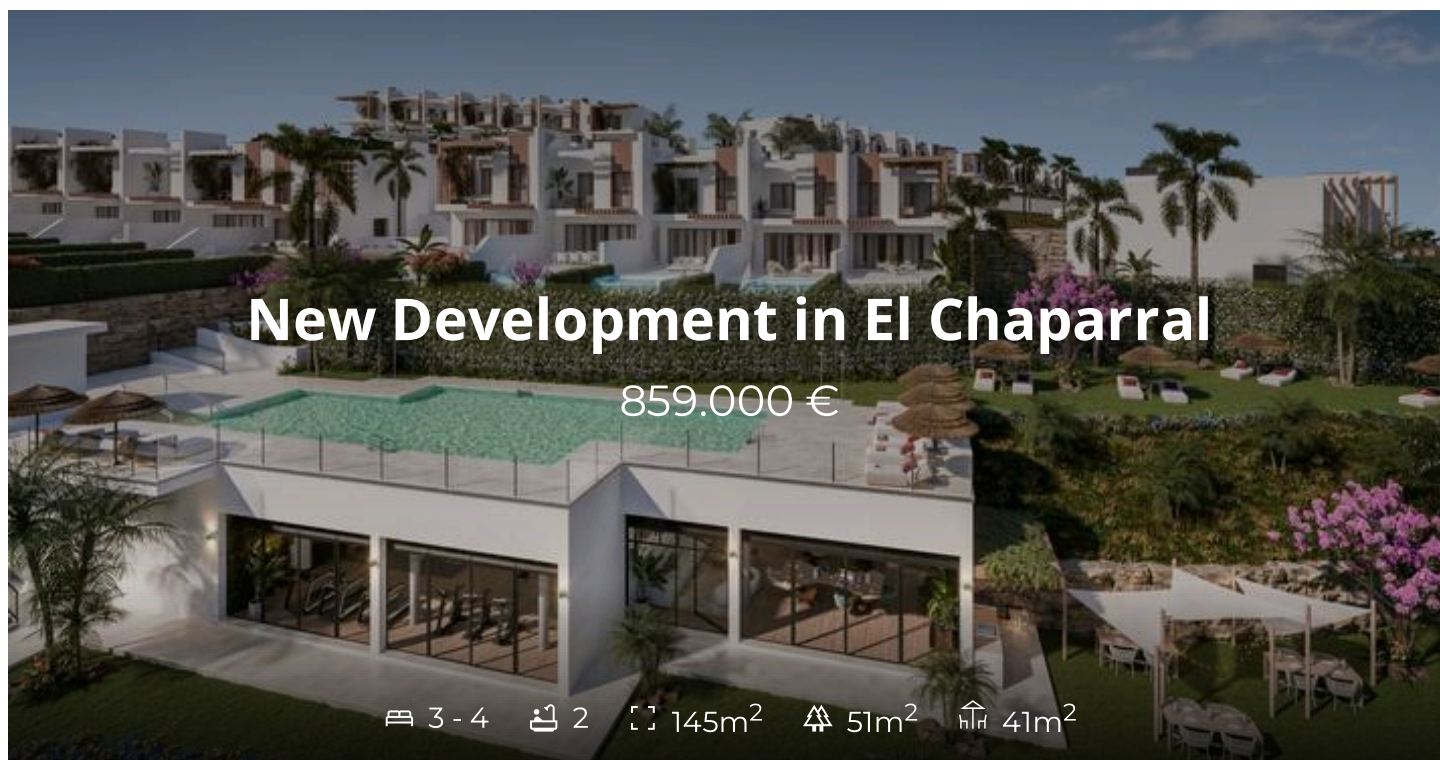 New Development in El Chaparral
859.000 €
3 - 4 2 145m² 51m² 41m²